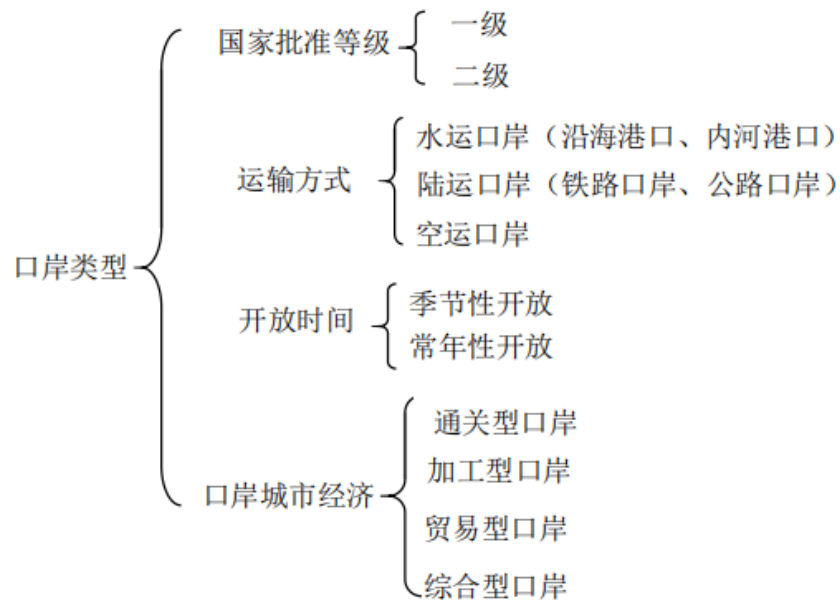 口岸类型
国家批准等级
一级
二级
运输方式
水运口岸（沿海港口、内河港口）
陆运口岸（铁路口岸、公路口岸）
空运口岸
开放时间
季节性开放
常年性开放
口岸城市经济
通关型口岸
加工型口岸
贸易型口岸
综合型口岸